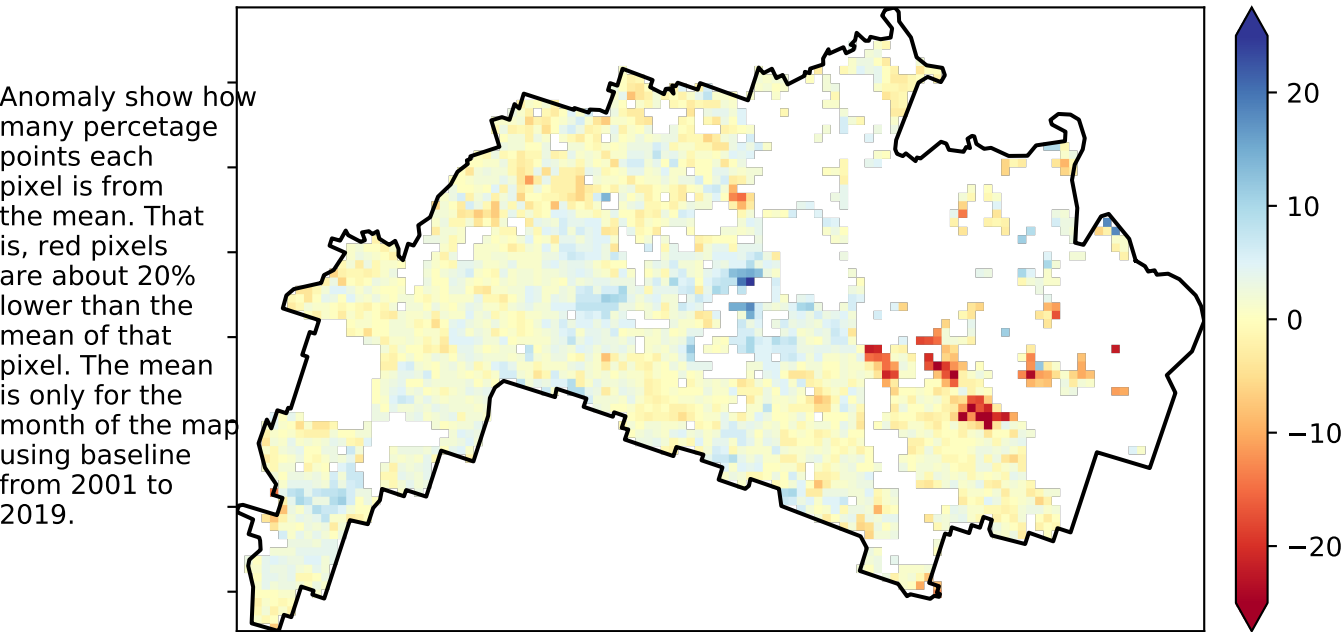 Anomaly show how
many percetage
points each
pixel is from
the mean. That
is, red pixels
are about 20%
lower than the
mean of that
pixel. The mean
is only for the
month of the map
using baseline
from 2001 to
2019.
20
10
0
−10
−20